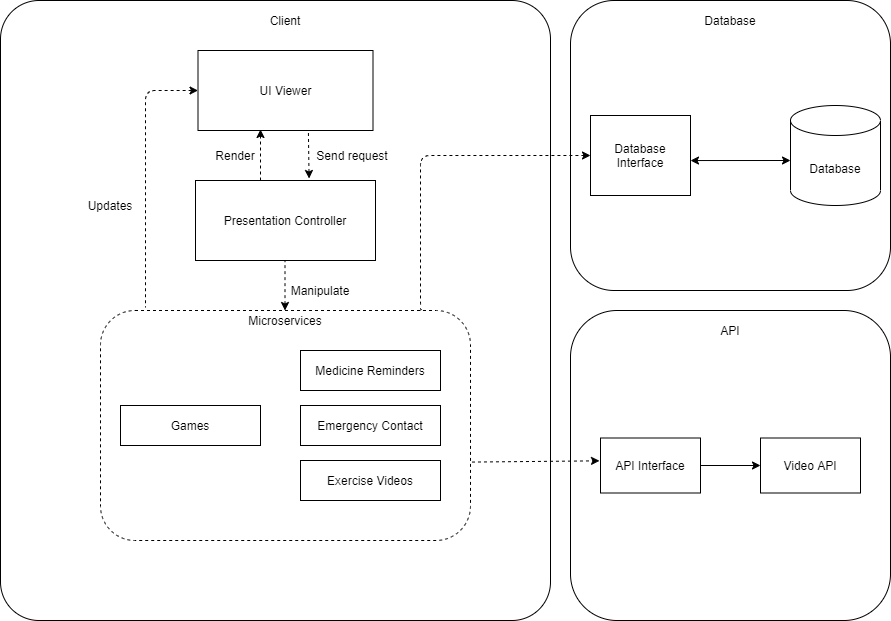 Client
UI Viewer
Render
Send request
Updates
Presentation Controller
Manipulate
Microservices
Medicine Reminders
Games
Emergency Contact
Exercise Videos
Database
Database
Interface
Database
API
API Interface
Video API